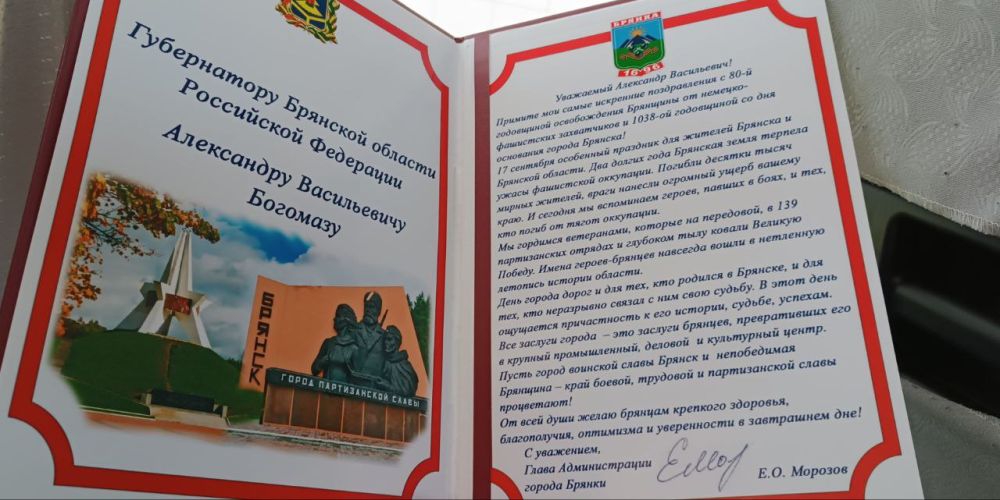 Губернатору Брянской области
Российской Федерации
Александру Васильевичу
Богомазу
БРЯНСК
ГОРОД ПАРТИЗАНСКОЙ СЛАВЫ
БРЯНКА
16 96
Уважаемый Александр Васильевич!
Примите мои самые искренние поздравления с 80-й
годовщиной освобождения Брянщины от немецко-
фашистских захватчиков и 1038-ой годовщиной со дня
основания города Брянска!
17 сентября особенный праздник для жителей Брянска и
Брянской области. Два долгих года Брянская земля терпела
ужасы фашистской оккупации. Погибли десятки тысяч
мирных жителей, враги нанесли огромный ущерб вашему
краю. И сегодня мы вспоминаем героев, павших в боях, и тех,
кто погиб от тягот оккупации.
Мы гордимся ветеранами, которые на передовой, в 139
партизанских отрядах и глубоком тылу ковали Великую
Победу. Имена героев-брянцев навсегда вошли в нетленную
летопись истории области.
День города дорог и для тех, кто родился в Брянске, и для
тех, кто неразрывно связал с ним свою судьбу. В этот день
ощущается причастность к его истории, судьбе, успехам.
Все заслуги города – это заслуги брянцев, превративших его
в крупный промышленный, деловой и культурный центр.
Пусть город воинской славы Брянск и непобедимая
Брянщина – край боевой, трудовой и партизанской славы
процветают!
От всей души желаю брянцам крепкого здоровья,
благополучия, оптимизма и уверенности в завтрашнем дне!
С уважением,
Глава Администрации
города Брянки
Е.О. Морозов